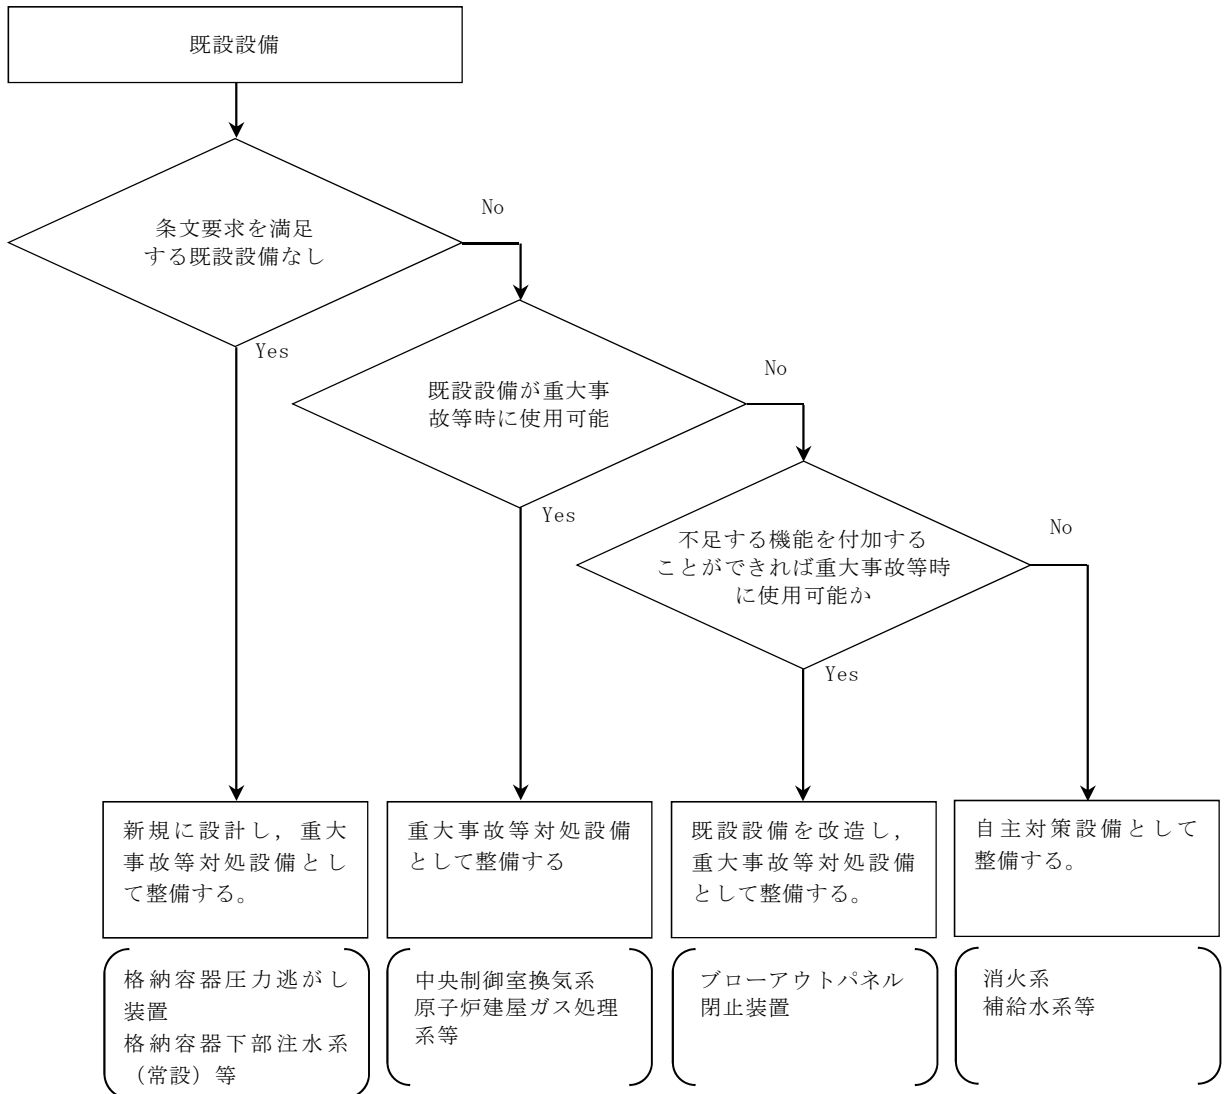 既設設備
条文要求を満足
する既設設備なし
No
Yes
既設設備が重大事
故等時に使用可能
No
Yes
不足する機能を付加する
ことができれば重大事故等時
に使用可能か
No
Yes
新規に設計し，重大
事故等対処設備とし
て整備する。
重大事故等対処設備
として整備する
既設設備を改造し，
重大事故等対処設備
として整備する。
自主対策設備として
整備する。
格納容器圧力逃がし
装置
格納容器下部注水系
（常設）等
中央制御室換気系
原子炉建屋ガス処理
系等
ブローアウトパネル
閉止装置
消火系
補給水系等